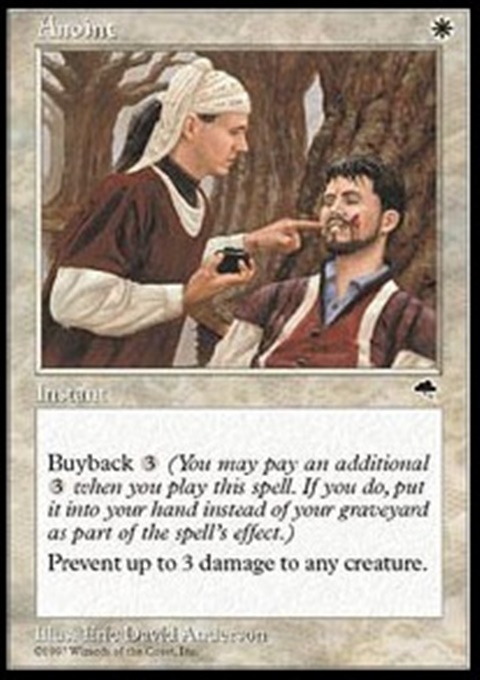 Anoint
Instant
Buyback 3 (You may pay an additional
3 when you play this spell. If you do, put
it into your hand instead of your graveyard
as part of the spell's effect.)
Prevent up to 3 damage to any creature.
Illus. Eric David Anderson
©1997 Wizards of the Coast, Inc.